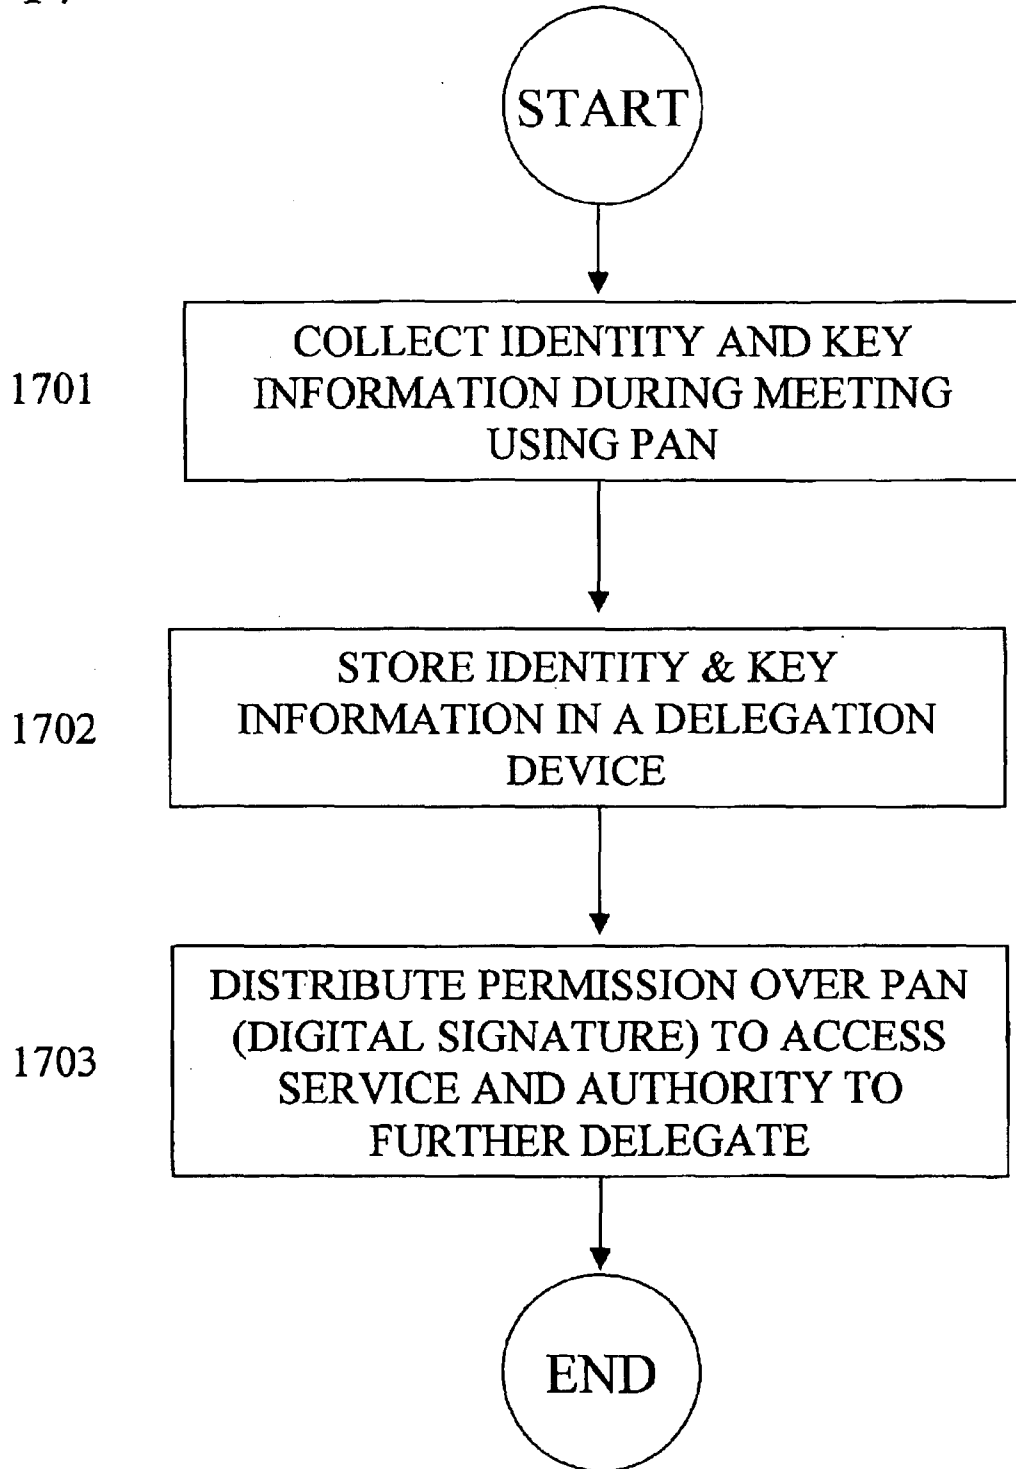 START
1701
COLLECT IDENTITY AND KEY
INFORMATION DURING MEETING
USING PAN
1702
STORE IDENTITY & KEY
INFORMATION IN A DELEGATION
DEVICE
1703
DISTRIBUTE PERMISSION OVER PAN
(DIGITAL SIGNATURE) TO ACCESS
SERVICE AND AUTHORITY TO
FURTHER DELEGATE
END